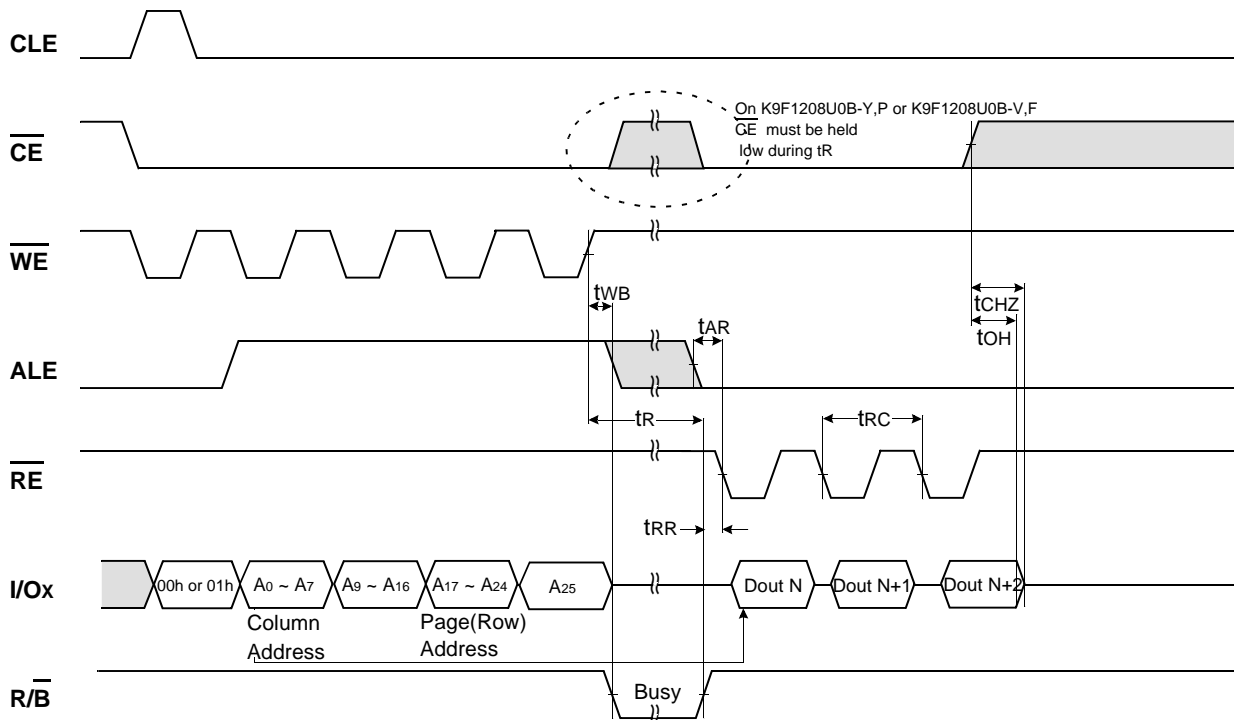 CLE
On K9F1208U0B-Y,P or K9F1208U0B-V,F
CE must be held
low during tR
CE
WE
tWB
tCHZ
tAR
tOH
ALE
tR
tRC
RE
tRR
I/Ox
00h or 01h
A0 ~ A7
A9 ~ A16
A17 ~ A24
A25
Dout N
Dout N+1
Dout N+2
Column
Address
Page(Row)
Address
R/B
Busy